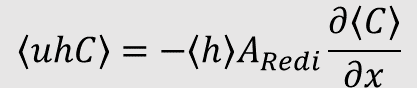 ⟨uhC⟩ = −⟨h⟩A_Redi ∂⟨C⟩/∂x